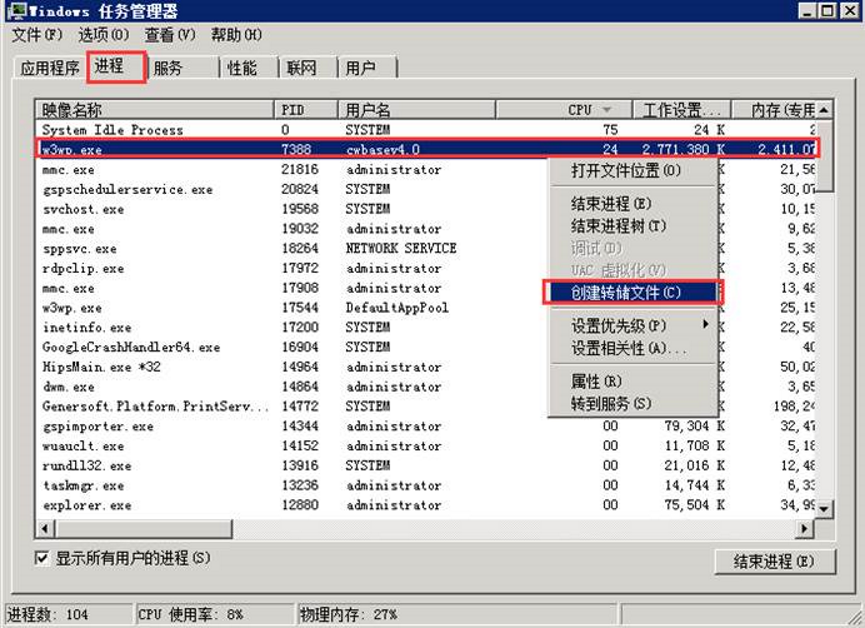 Windows 任务管理器
文件(F) 选项(O) 查看(V) 帮助(H)
应用程序 进程 服务 性能 联网 用户
映像名称 PID 用户名 CPU 工作设置... 内存(专用
System Idle Process 0 SYSTEM 75 24 K
w3wp.exe 7388 cwbasev4.0 24 2,771,380 K 2,411,07
mmc.exe 21816 administrator 打开文件位置(O) K 21,58
gspschedulerservice.exe 20824 SYSTEM 结束进程(E) K 30,07
svchost.exe 19568 SYSTEM K 10,15
mmc.exe 19032 administrator 结束进程树(T) K 9,62
sppsvc.exe 18264 NETWORK SERVICE 调试(D) K 5,38
rdpclip.exe 17972 administrator UAC 虚拟化(V) K 3,68
mmc.exe 17908 administrator 创建转储文件(C) 13,48
w3wp.exe 17544 DefaultAppPool K 25,15
inetinfo.exe 17200 SYSTEM 设置优先级(P) K 22,58
GoogleCrashHandler64.exe 16904 SYSTEM 设置相关性(A)... K 40
HipsMain.exe *32 14964 administrator K 50,02
dwm.exe 14864 administrator 属性(R) K 3,65
Genersoft.Platform.PrintServ... 14772 SYSTEM 转到服务(S) K 198,24
gspimporter.exe 14344 administrator 00 79,304 K 32,47
wuauclt.exe 14152 administrator 00 11,708 K 5,18
rundll32.exe 13916 SYSTEM 00 21,016 K 12,48
taskmgr.exe 13236 administrator 00 14,744 K 6,33
explorer.exe 12880 administrator 00 75,504 K 34,99
显示所有用户的进程(S) 结束进程(E)
进程数: 104 CPU 使用率: 8% 物理内存: 27%